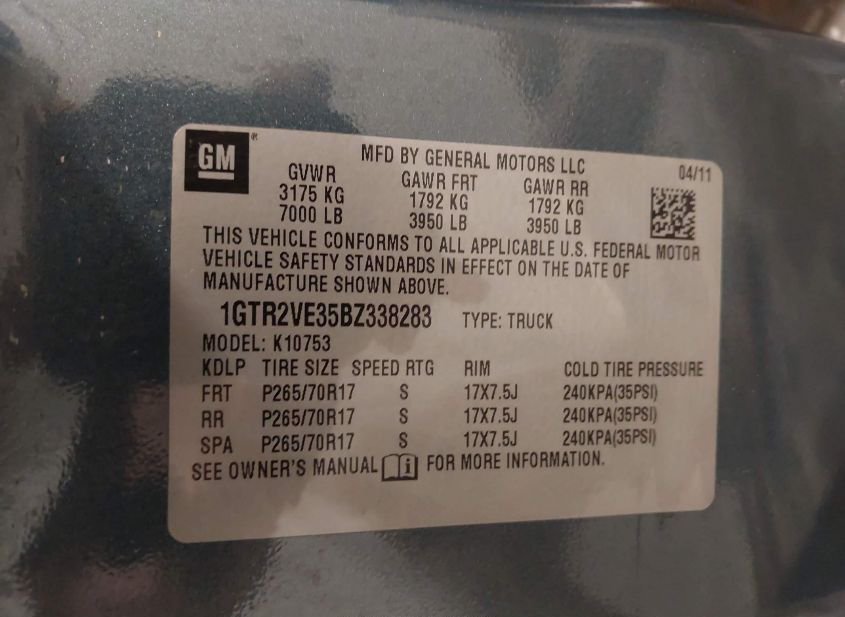 GM®
MFD BY GENERAL MOTORS LLC 04/11
GVWR GAWR FRT GAWR RR
3175 KG 1792 KG 1792 KG
7000 LB 3950 LB 3950 LB
THIS VEHICLE CONFORMS TO ALL APPLICABLE U.S. FEDERAL MOTOR
VEHICLE SAFETY STANDARDS IN EFFECT ON THE DATE OF
MANUFACTURE SHOWN ABOVE.
1GTR2VE35BZ338283 TYPE: TRUCK
MODEL: K10753
KDLP TIRE SIZE SPEED RTG RIM COLD TIRE PRESSURE
FRT P265/70R17 S 17X7.5J 240KPA(35PSI)
RR P265/70R17 S 17X7.5J 240KPA(35PSI)
SPA P265/70R17 S 17X7.5J 240KPA(35PSI)
SEE OWNER'S MANUAL i FOR MORE INFORMATION.